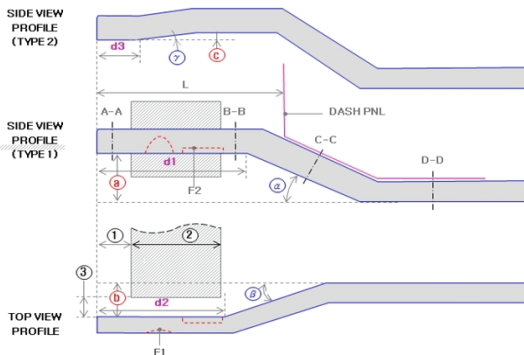 SIDE VIEW
PROFILE
(TYPE 2)
d3
γ
c
L
A-A
B-B
DASH PNL
SIDE VIEW
PROFILE
(TYPE 1)
C-C
D-D
d1
a
F2
α
1
2
3
b
d2
β
TOP VIEW
PROFILE
F1